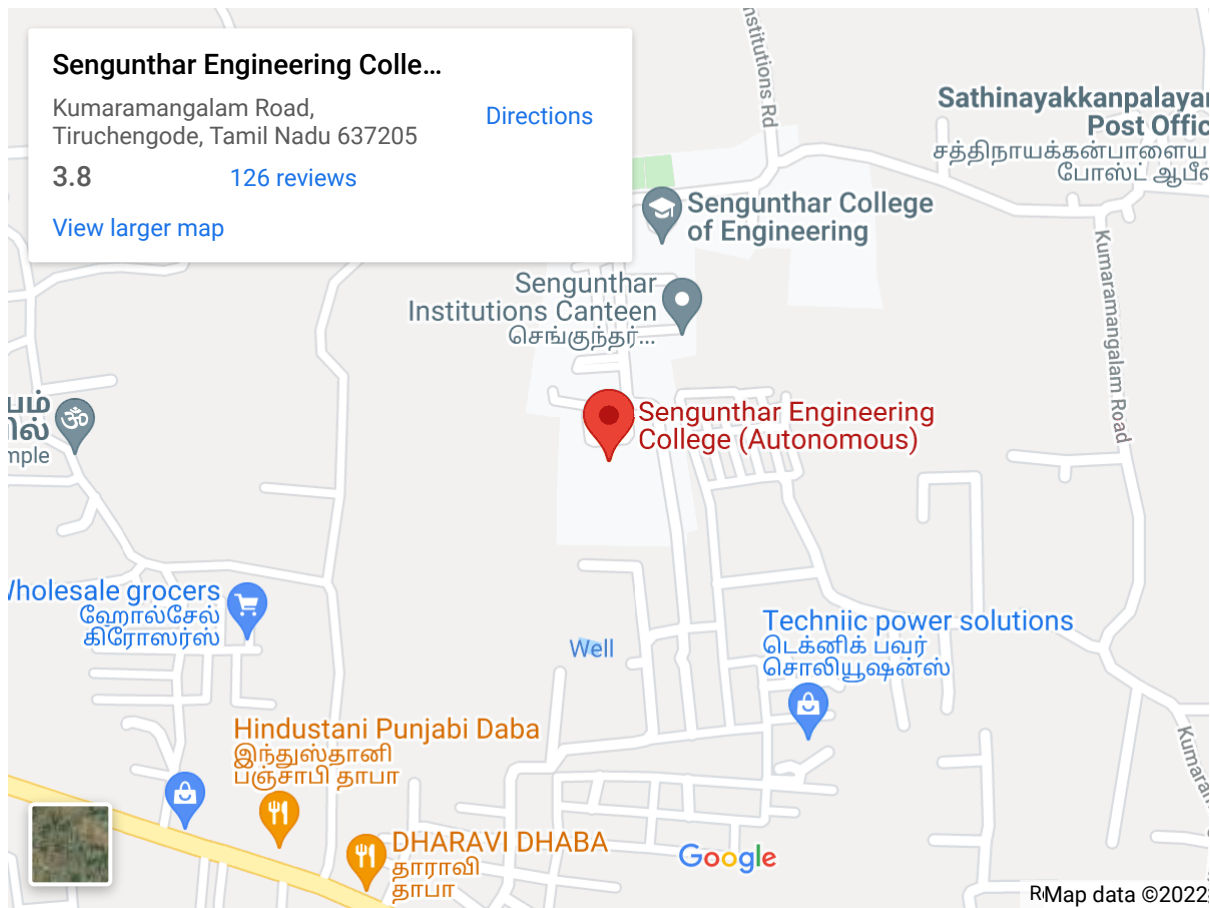 Sengunthar Engineering Colle...
Kumaramangalam Road,
Tiruchengode, Tamil Nadu 637205
Directions
3.8
126 reviews
View larger map
nstitutions Rd
Sathinayakkanpalayar
Post Offic
சத்திநாயக்கன்பாளைய
போஸ்ட் ஆபீஸ
Sengunthar College
of Engineering
Sengunthar
Institutions Canteen
செங்குந்தர்...
Kumaramangalam Road
பம்
mple
Sengunthar Engineering
College (Autonomous)
Wholesale grocers
ஹோல்சேல்
கிரோஸர்ஸ்
Well
Techniic power solutions
டெக்னிக் பவர்
சொலியூஷன்ஸ்
Hindustani Punjabi Daba
இந்துஸ்தானி
பஞ்சாபி தாபா
Kumaram
DHARAVI DHABA
தாராவி
தாபா
Google
Map data ©2022